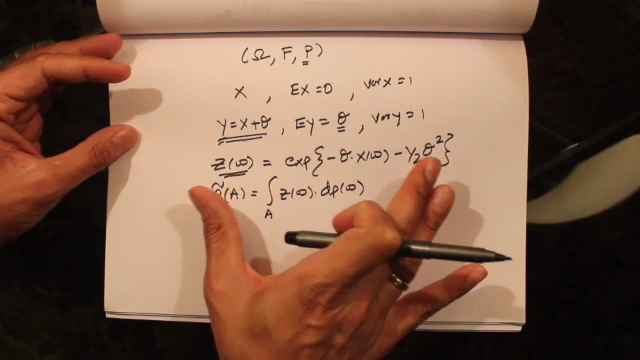 (Ω, F, P)
X , EX=0 , var X = 1
Y = X+θ , EY = θ , var Y = 1
Z(ω) = exp{-θ·X(ω) - 1/2 θ²}
P̃(A) = ∫_A Z(ω)·dP(ω)